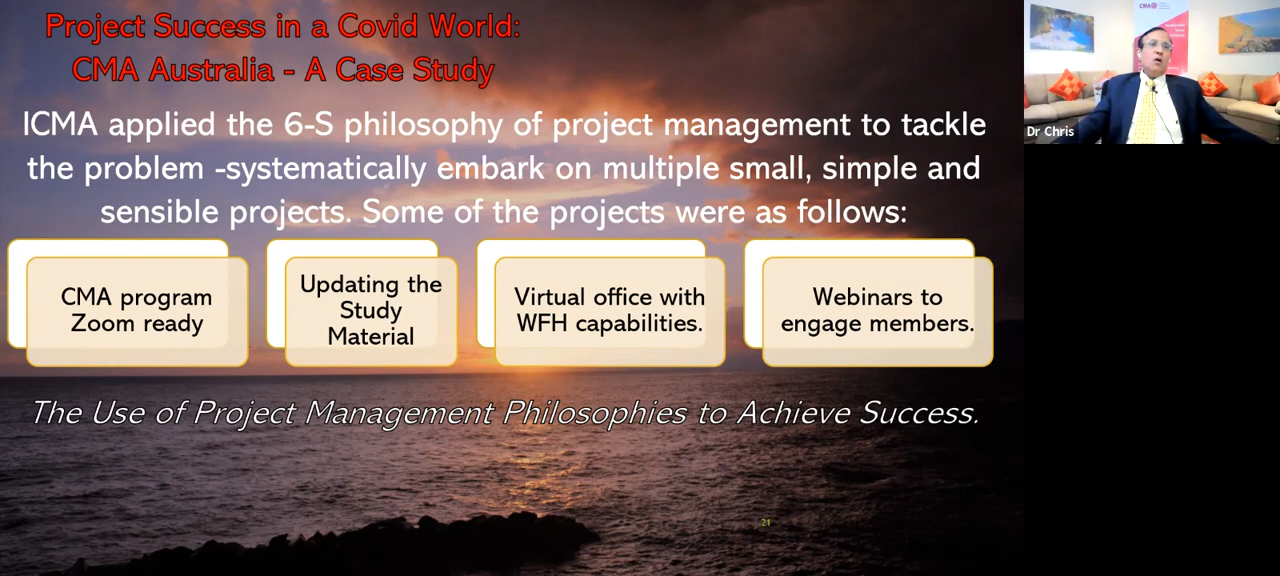 Project Success in a Covid World:
CMA Australia - A Case Study
ICMA applied the 6-S philosophy of project management to tackle
the problem -systematically embark on multiple small, simple and
sensible projects. Some of the projects were as follows:
CMA program
Zoom ready
Updating the
Study
Material
Virtual office with
WFH capabilities.
Webinars to
engage members.
The Use of Project Management Philosophies to Achieve Success.
21
CMA
Dr Chris